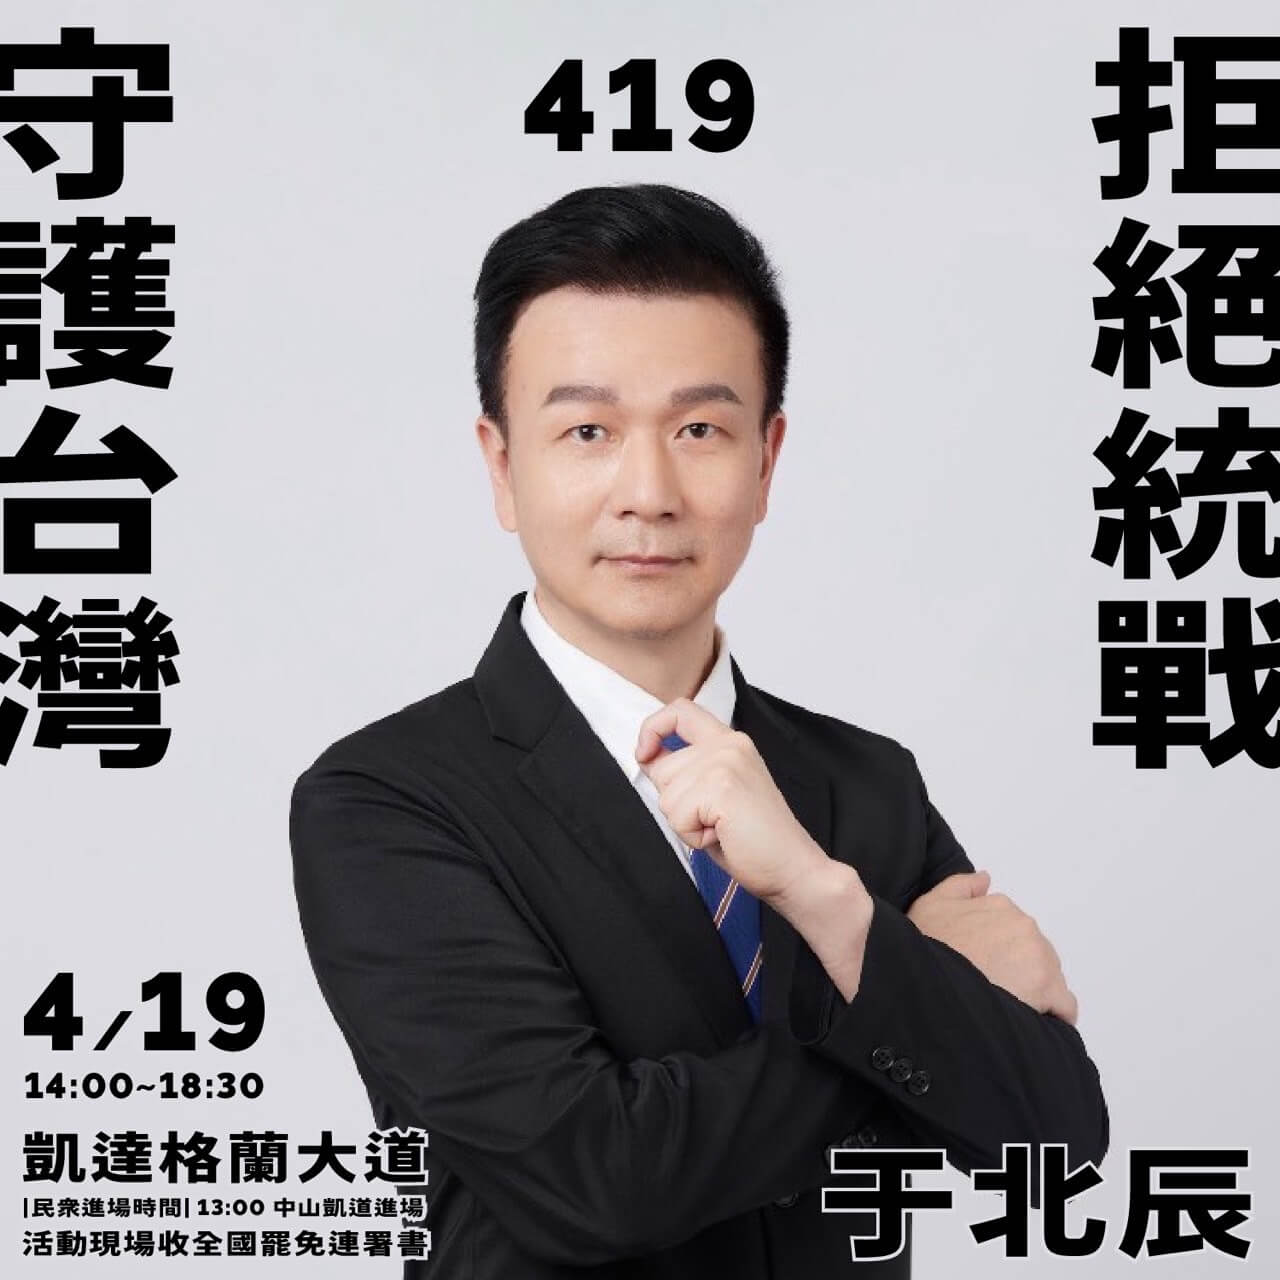 419
守護台灣
拒絕統戰
4/19
14:00~18:30
凱達格蘭大道
|民眾進場時間| 13:00 中山凱道進場
活動現場收全國罷免連署書
于北辰